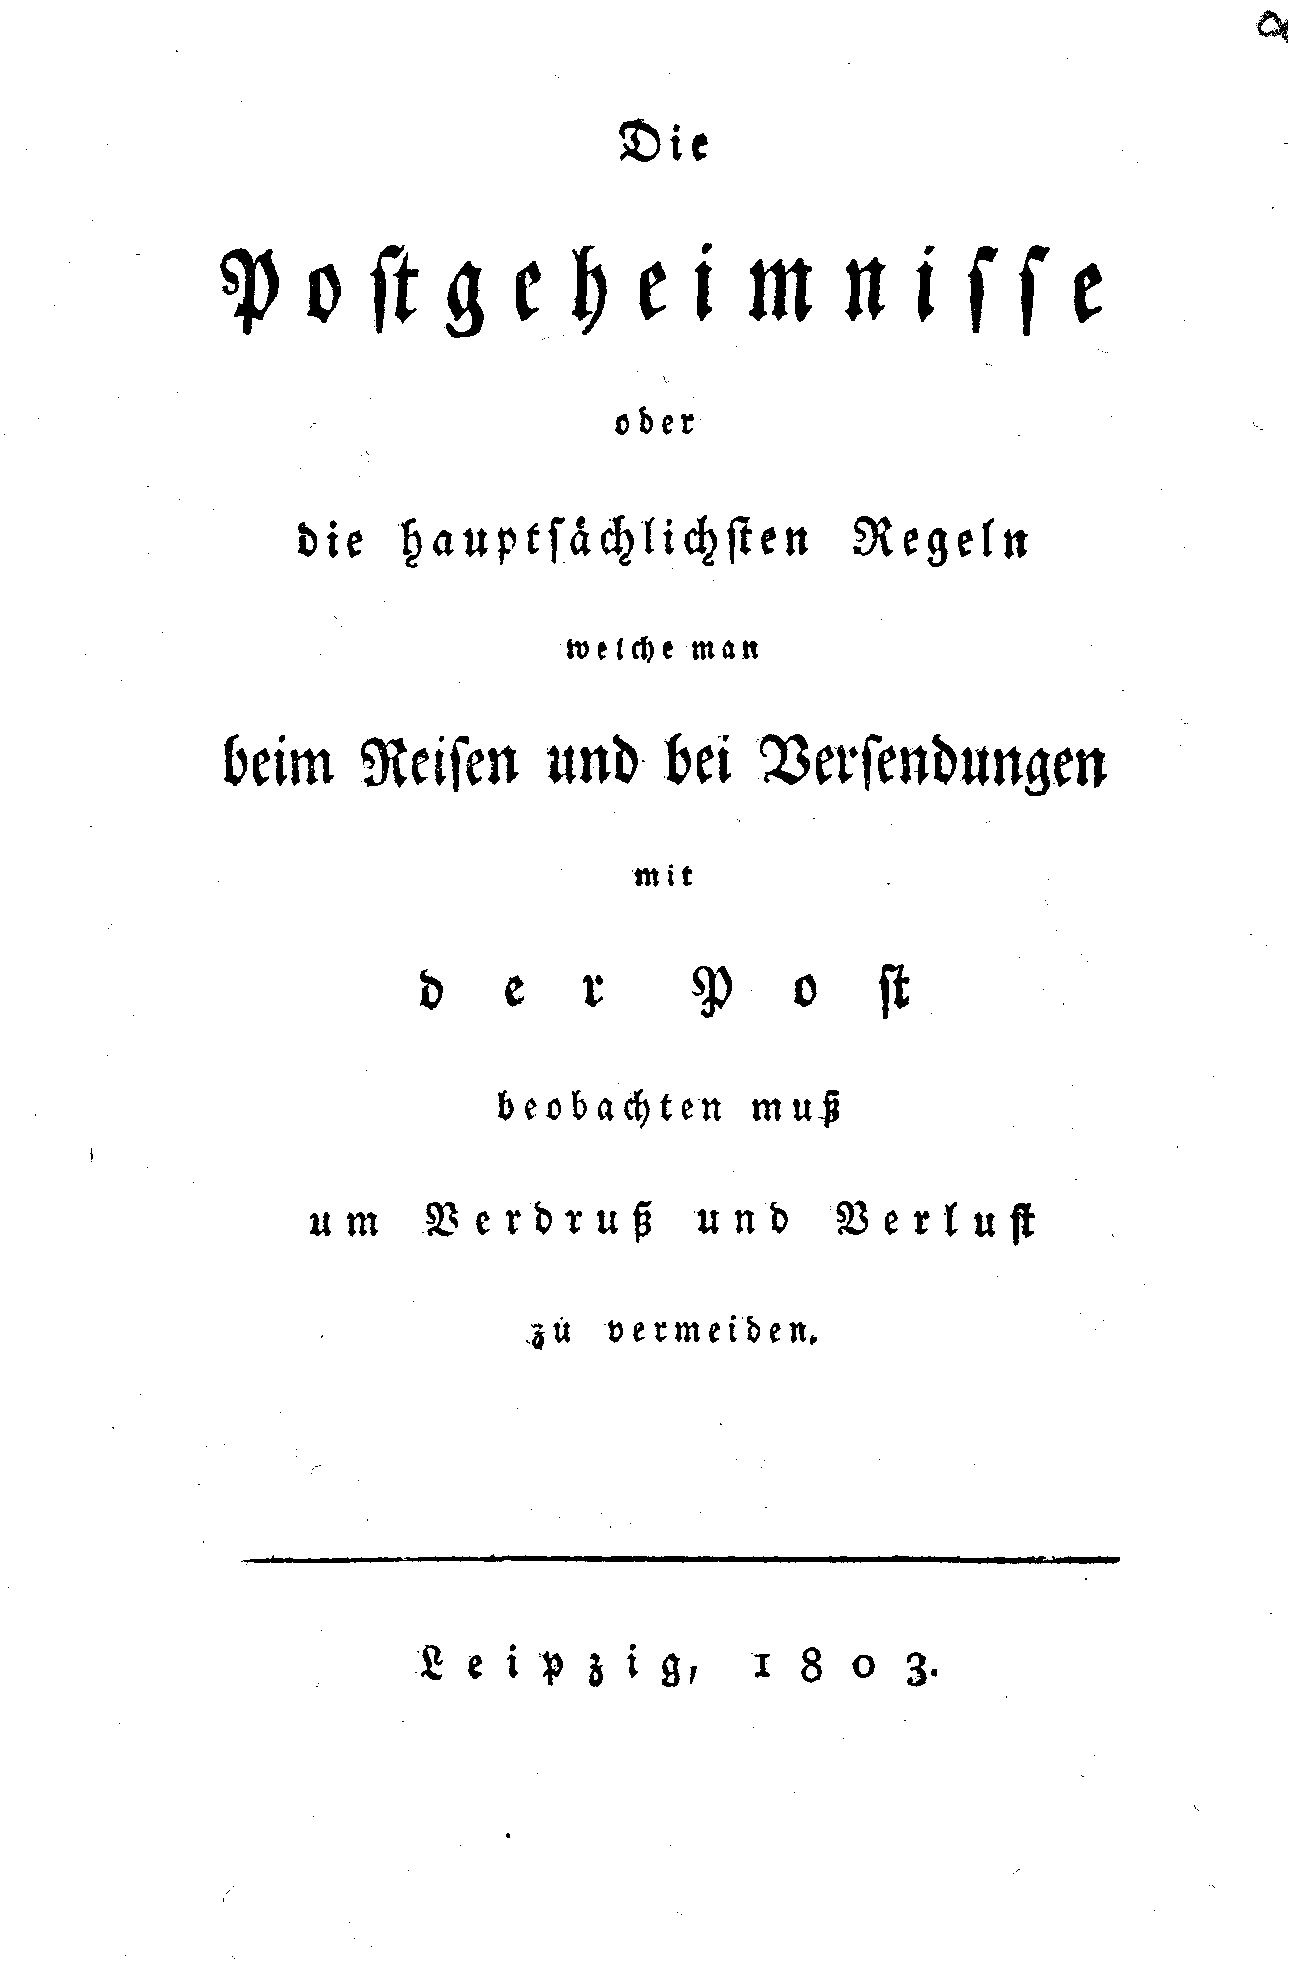 Die
Postgeheimnisse
oder
die hauptsächlichsten Regeln
welche man
beim Reisen und bei Versendungen
mit
der Post
beobachten muß
um Verdruß und Verlust
zu vermeiden.
Leipzig, 1803.